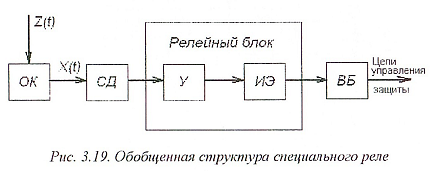 Z(t)
Релейный блок
X(t)
ОК
СД
У
ИЭ
ВБ
Цепи
управления
защиты
Рис. 3.19. Обобщенная структура специального реле